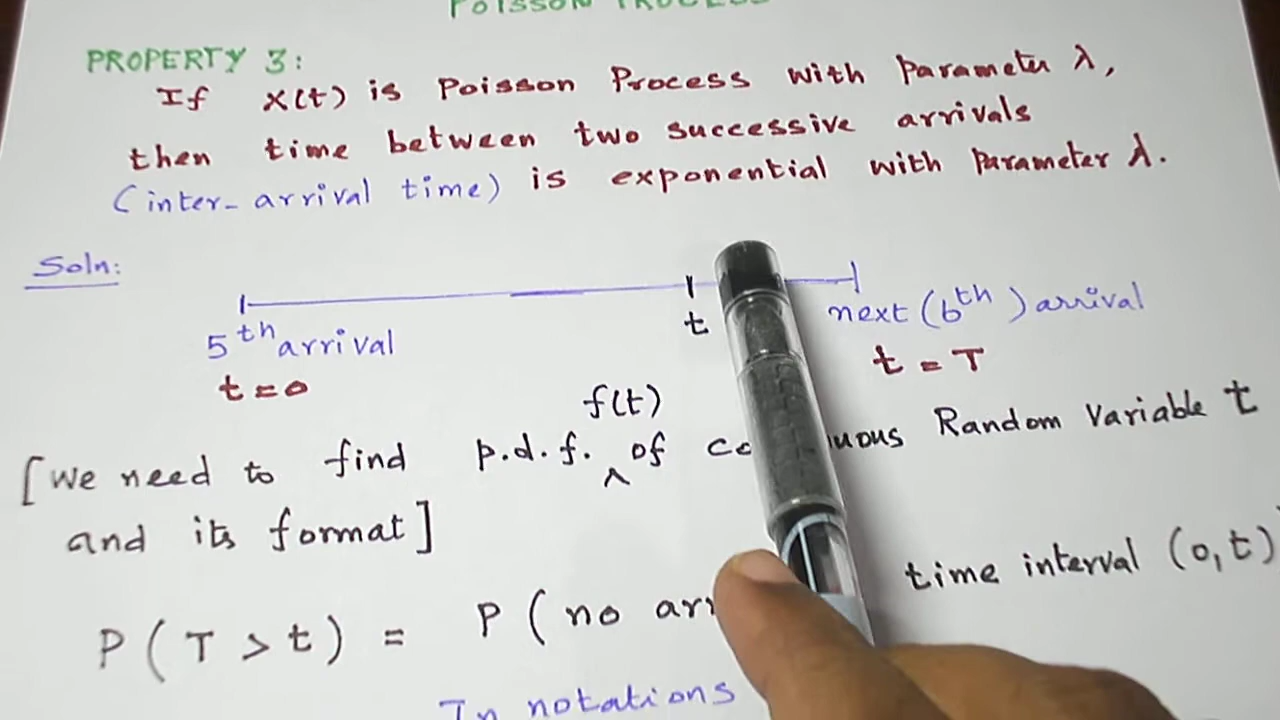 POISSON PROCESS
PROPERTY 3:
If X(t) is Poisson Process with Parameter λ,
then time between two successive arrivals
(inter-arrival time) is exponential with Parameter λ.
Soln:
t
5th arrival
next (6th) arrival
t = 0
t = T
f(t)
[We need to find p.d.f. ^ of uous Random Variable t
and its format]
P(T > t) = P(no time interval (0,t)
In notations